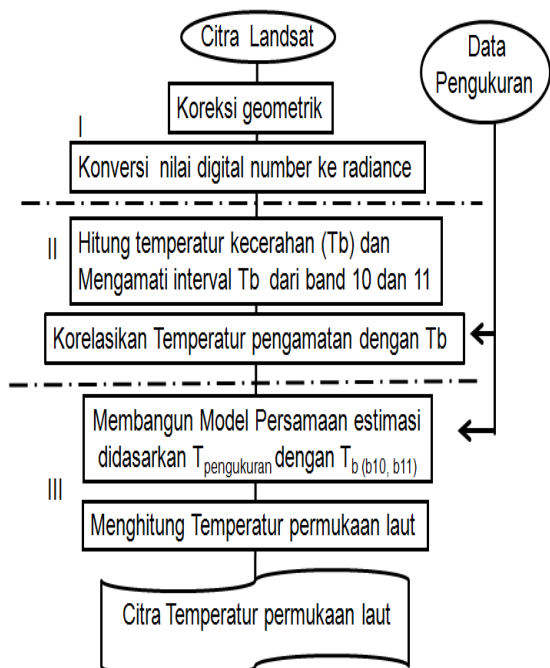 Citra Landsat
Data
Pengukuran
Koreksi geometrik
I
Konversi nilai digital number ke radiance
II
Hitung temperatur kecerahan (Tb) dan
Mengamati interval Tb dari band 10 dan 11
Korelasikan Temperatur pengamatan dengan Tb
Membangun Model Persamaan estimasi
didasarkan Tpengukuran dengan Tb (b10, b11)
III
Menghitung Temperatur permukaan laut
Citra Temperatur permukaan laut